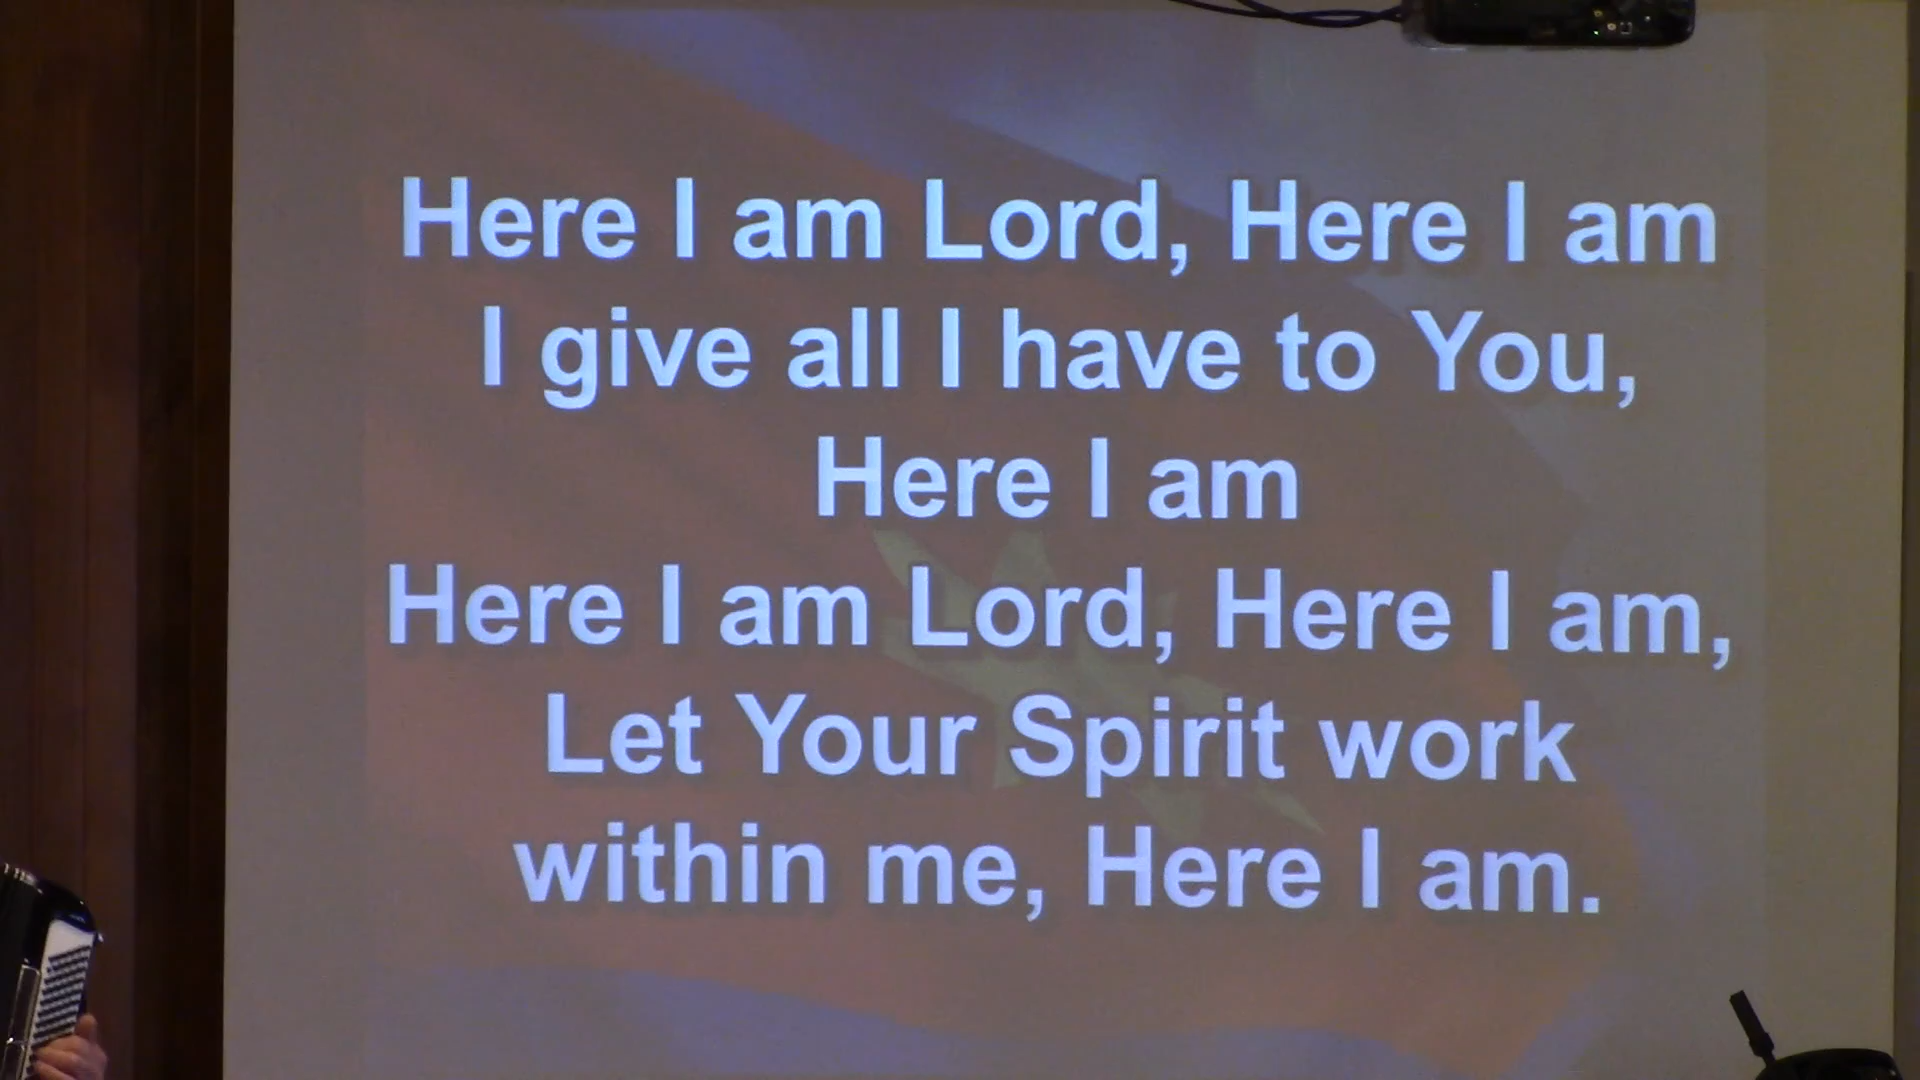 Here I am Lord, Here I am
I give all I have to You,
Here I am
Here I am Lord, Here I am,
Let Your Spirit work
within me, Here I am.